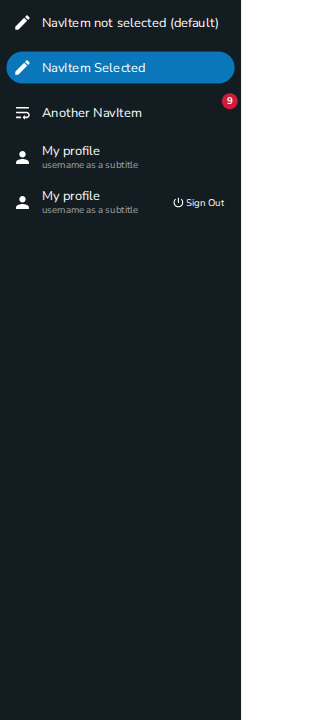 NavItem not selected (default)
NavItem Selected
9
Another NavItem
My profile
username as a subtitle
My profile
username as a subtitle
Sign Out